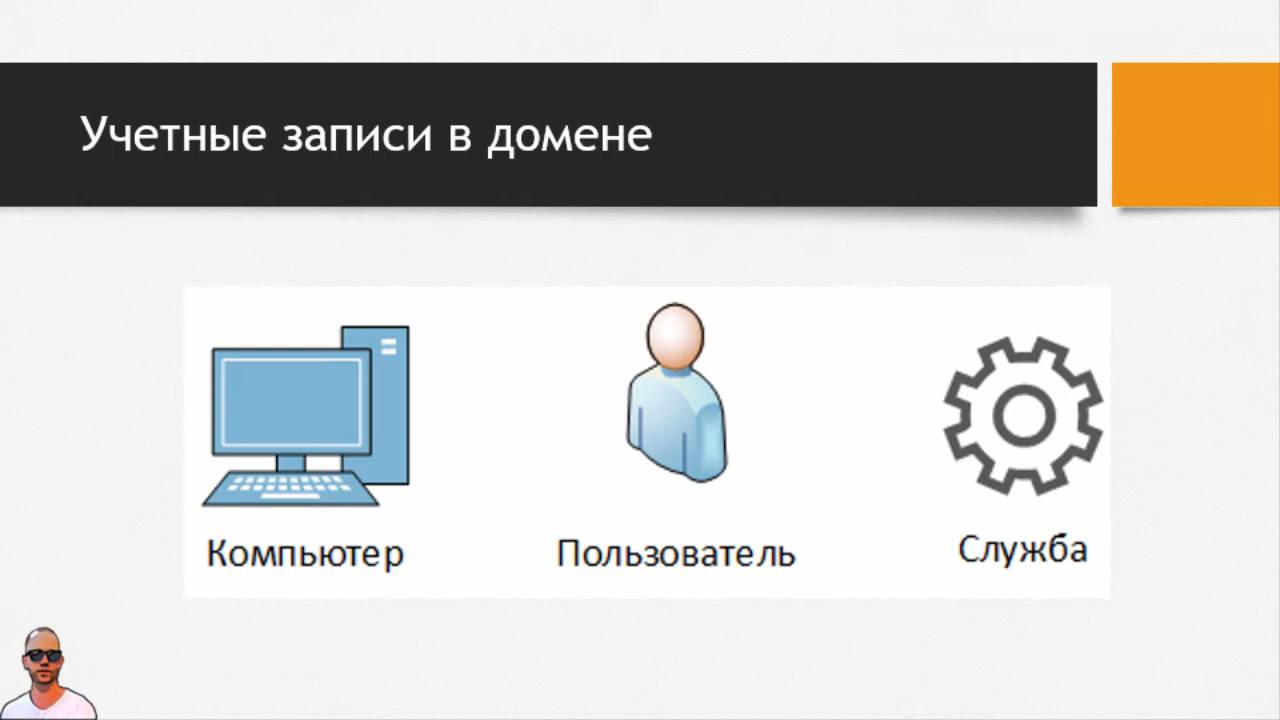 Учетные записи в домене
Компьютер
Пользователь
Служба